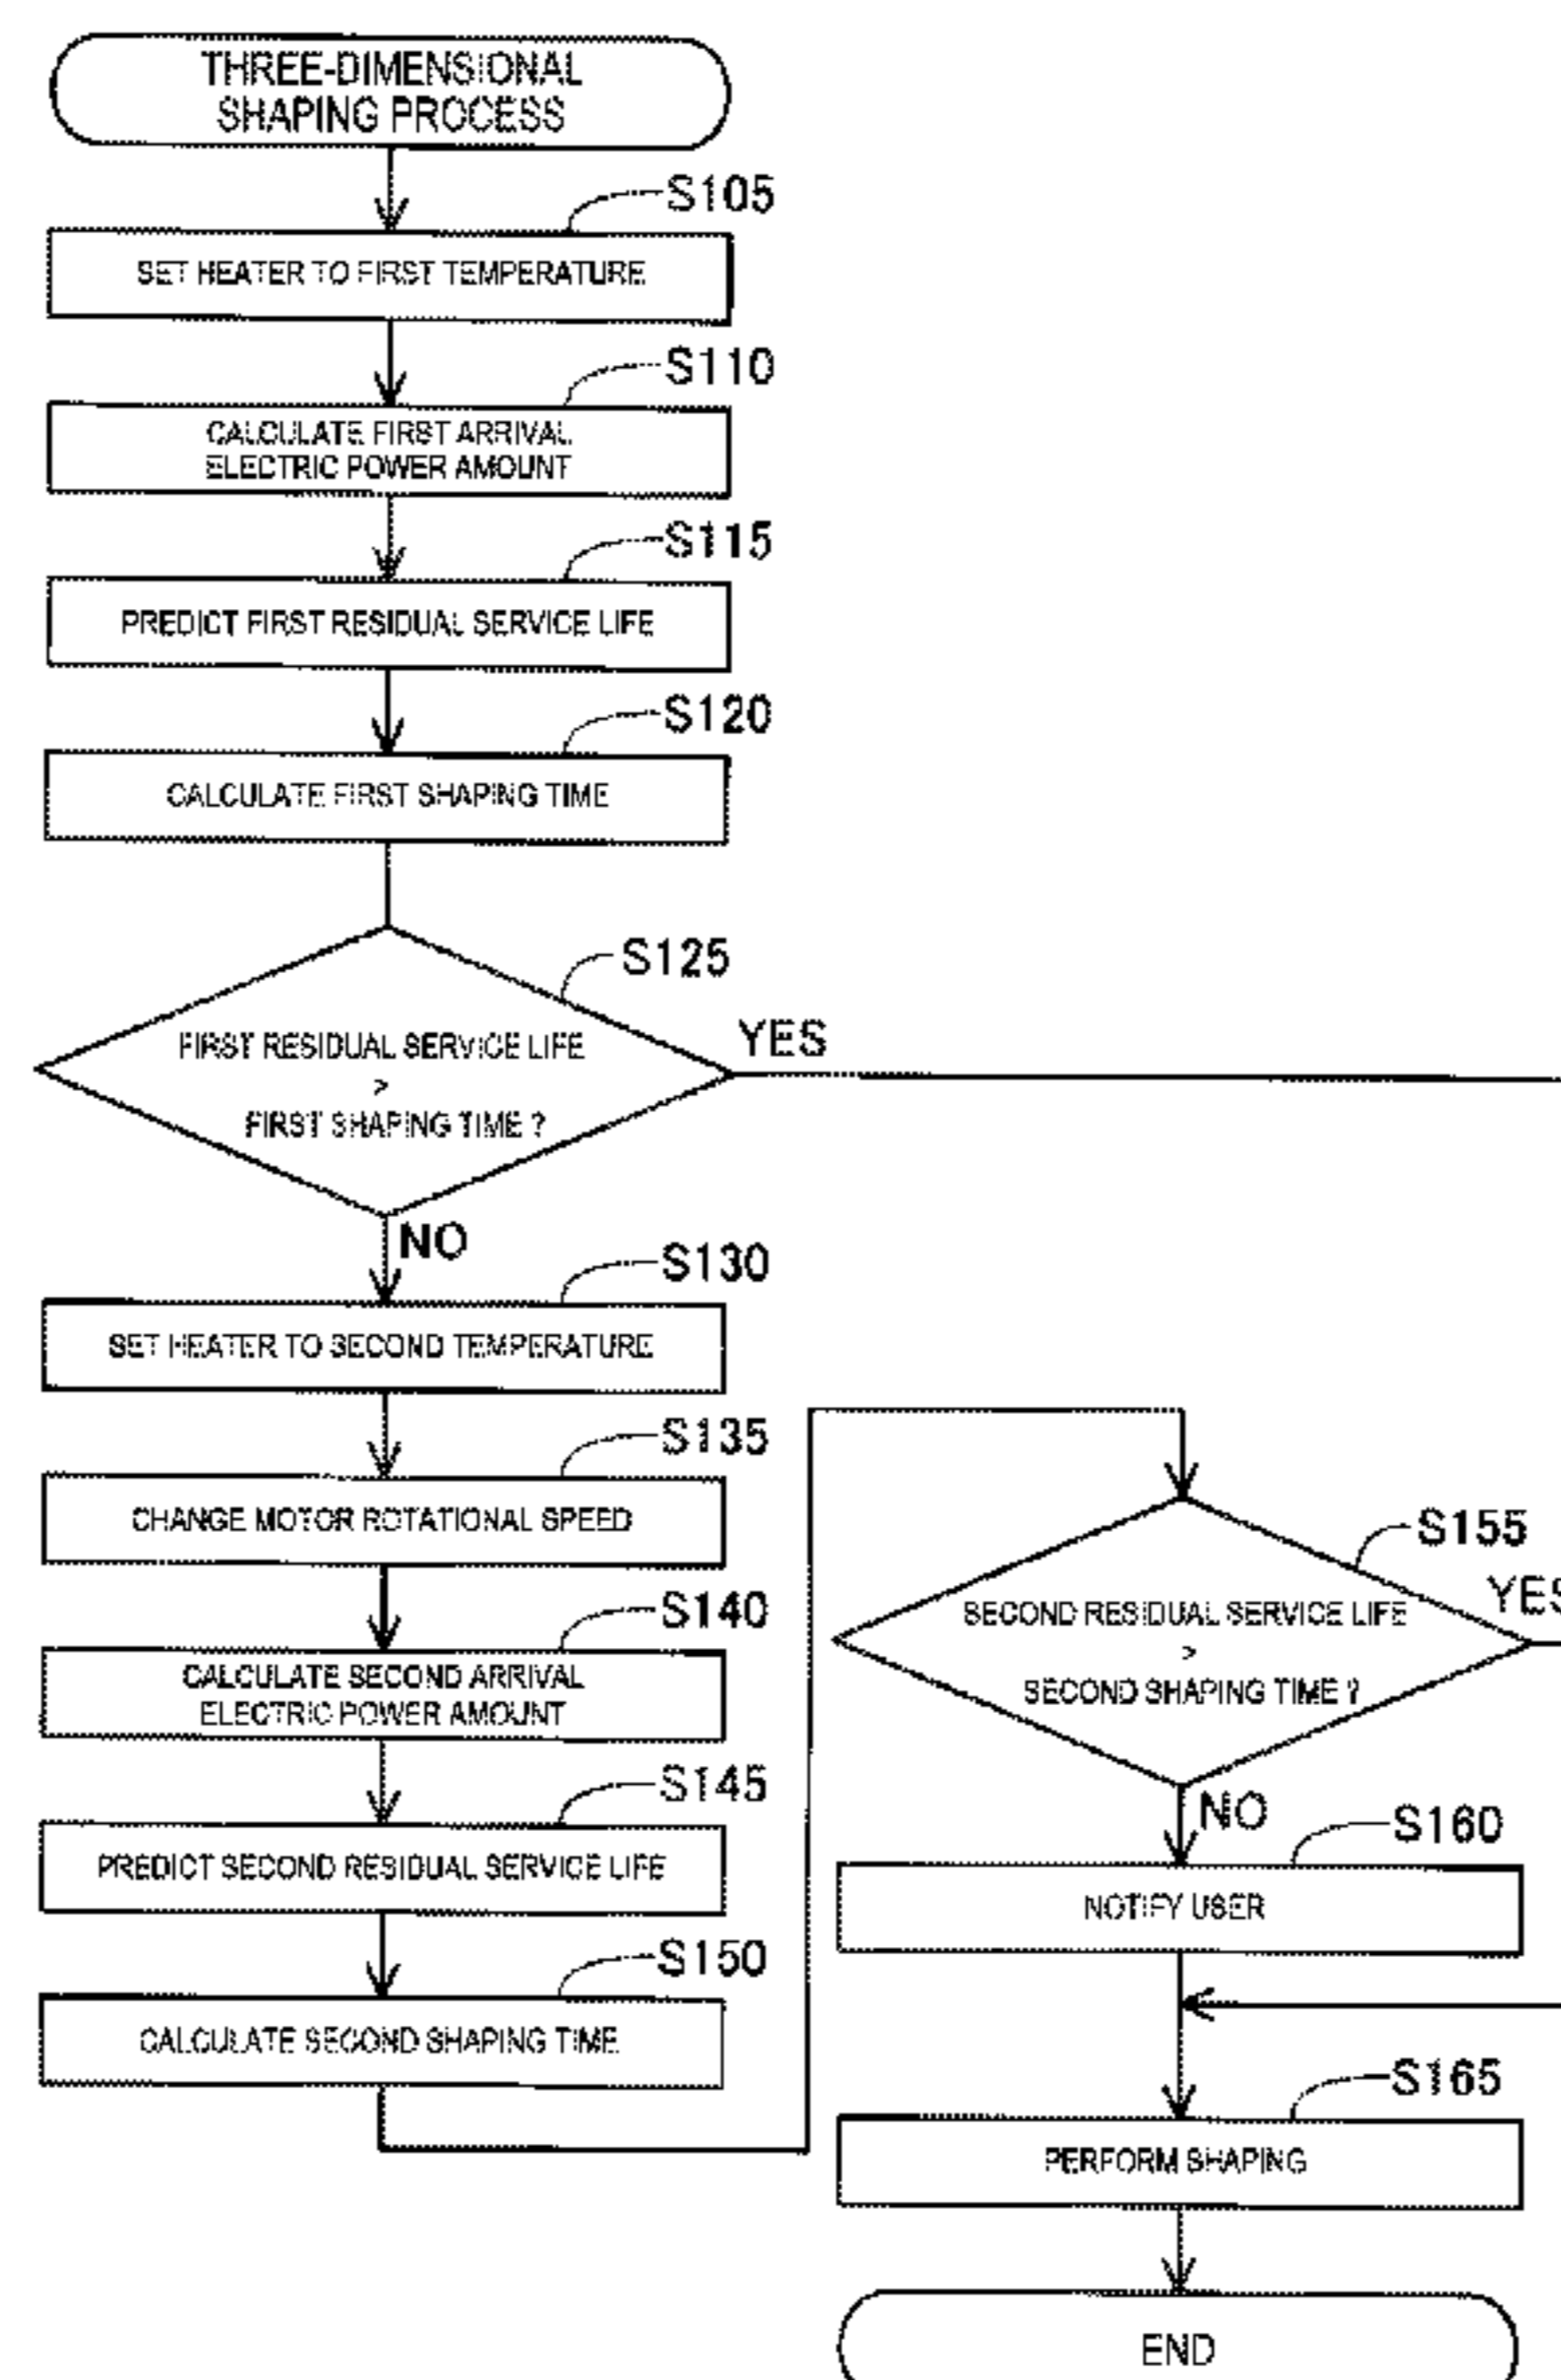 THREE-DIMENSIONAL
SHAPING PROCESS
S105
SET HEATER TO FIRST TEMPERATURE
S110
CALCULATE FIRST ARRIVAL
ELECTRIC POWER AMOUNT
S115
PREDICT FIRST RESIDUAL SERVICE LIFE
S120
CALCULATE FIRST SHAPING TIME
S125
FIRST RESIDUAL SERVICE LIFE
>
FIRST SHAPING TIME ?
YES
NO
S130
SET HEATER TO SECOND TEMPERATURE
S135
CHANGE MOTOR ROTATIONAL SPEED
S140
CALCULATE SECOND ARRIVAL
ELECTRIC POWER AMOUNT
S145
PREDICT SECOND RESIDUAL SERVICE LIFE
S150
CALCULATE SECOND SHAPING TIME
S155
SECOND RESIDUAL SERVICE LIFE
>
SECOND SHAPING TIME ?
YES
NO
S160
NOTIFY USER
S165
PERFORM SHAPING
END